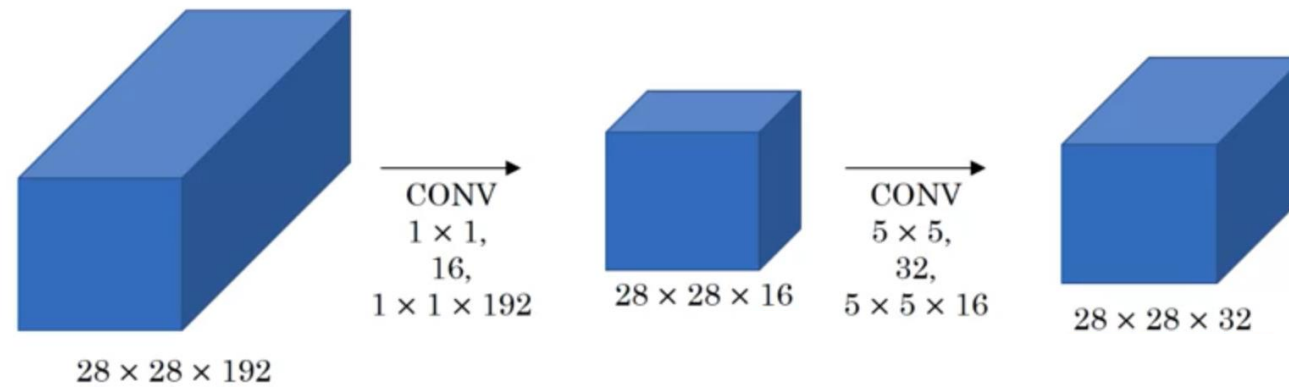 28 × 28 × 192
CONV
1 × 1,
16,
1 × 1 × 192
28 × 28 × 16
CONV
5 × 5,
32,
5 × 5 × 16
28 × 28 × 32